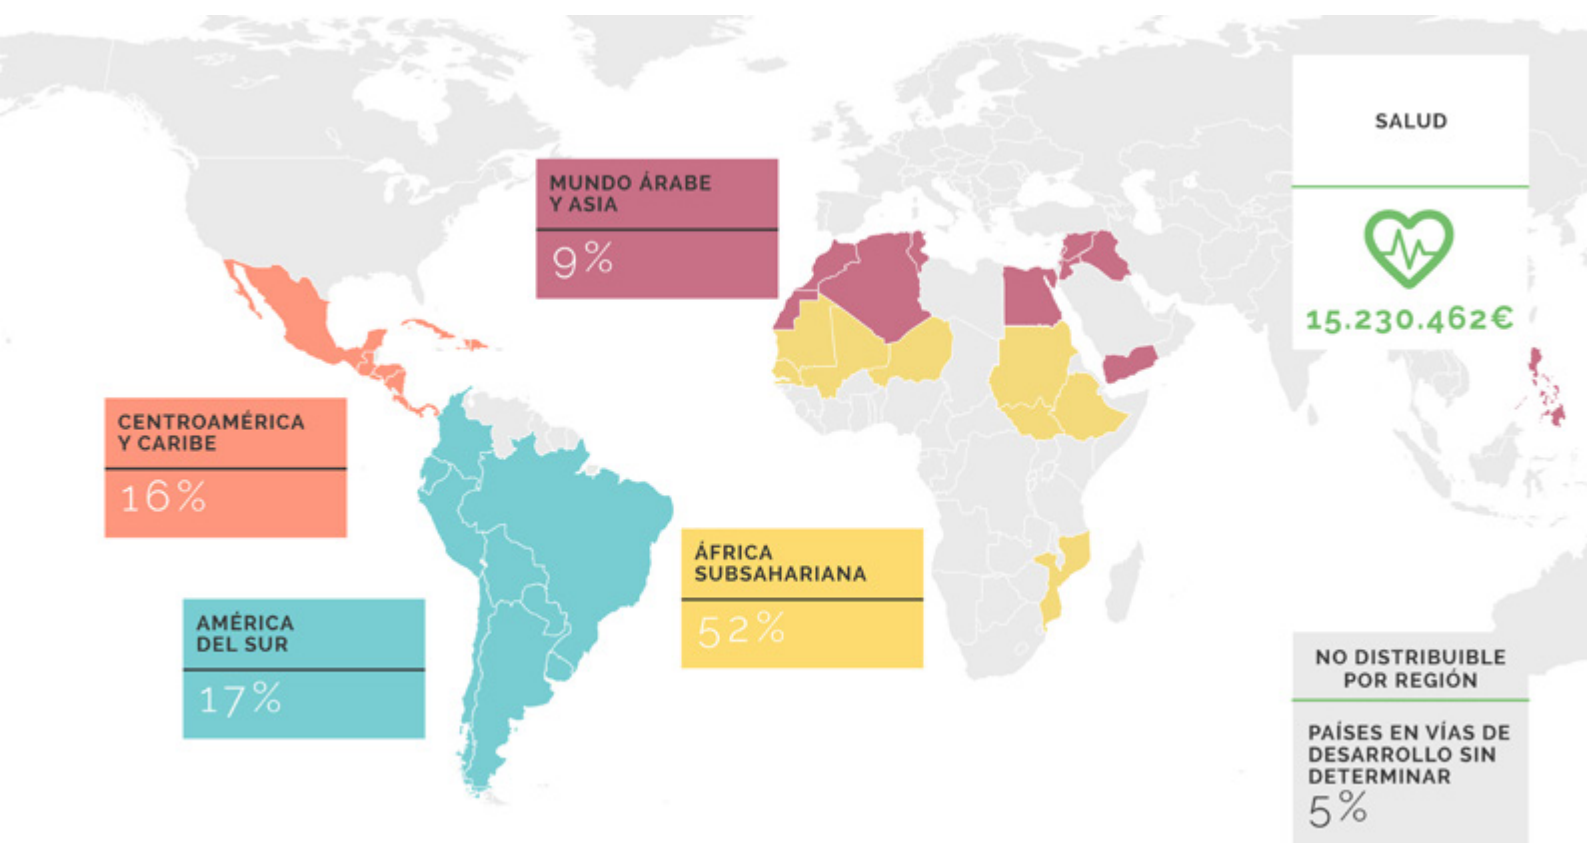 SALUD
15.230.462€
MUNDO ÁRABE
Y ASIA
9%
CENTROAMÉRICA
Y CARIBE
16%
AMÉRICA
DEL SUR
17%
ÁFRICA
SUBSAHARIANA
52%
NO DISTRIBUIBLE
POR REGIÓN
PAÍSES EN VÍAS DE
DESARROLLO SIN
DETERMINAR
5%